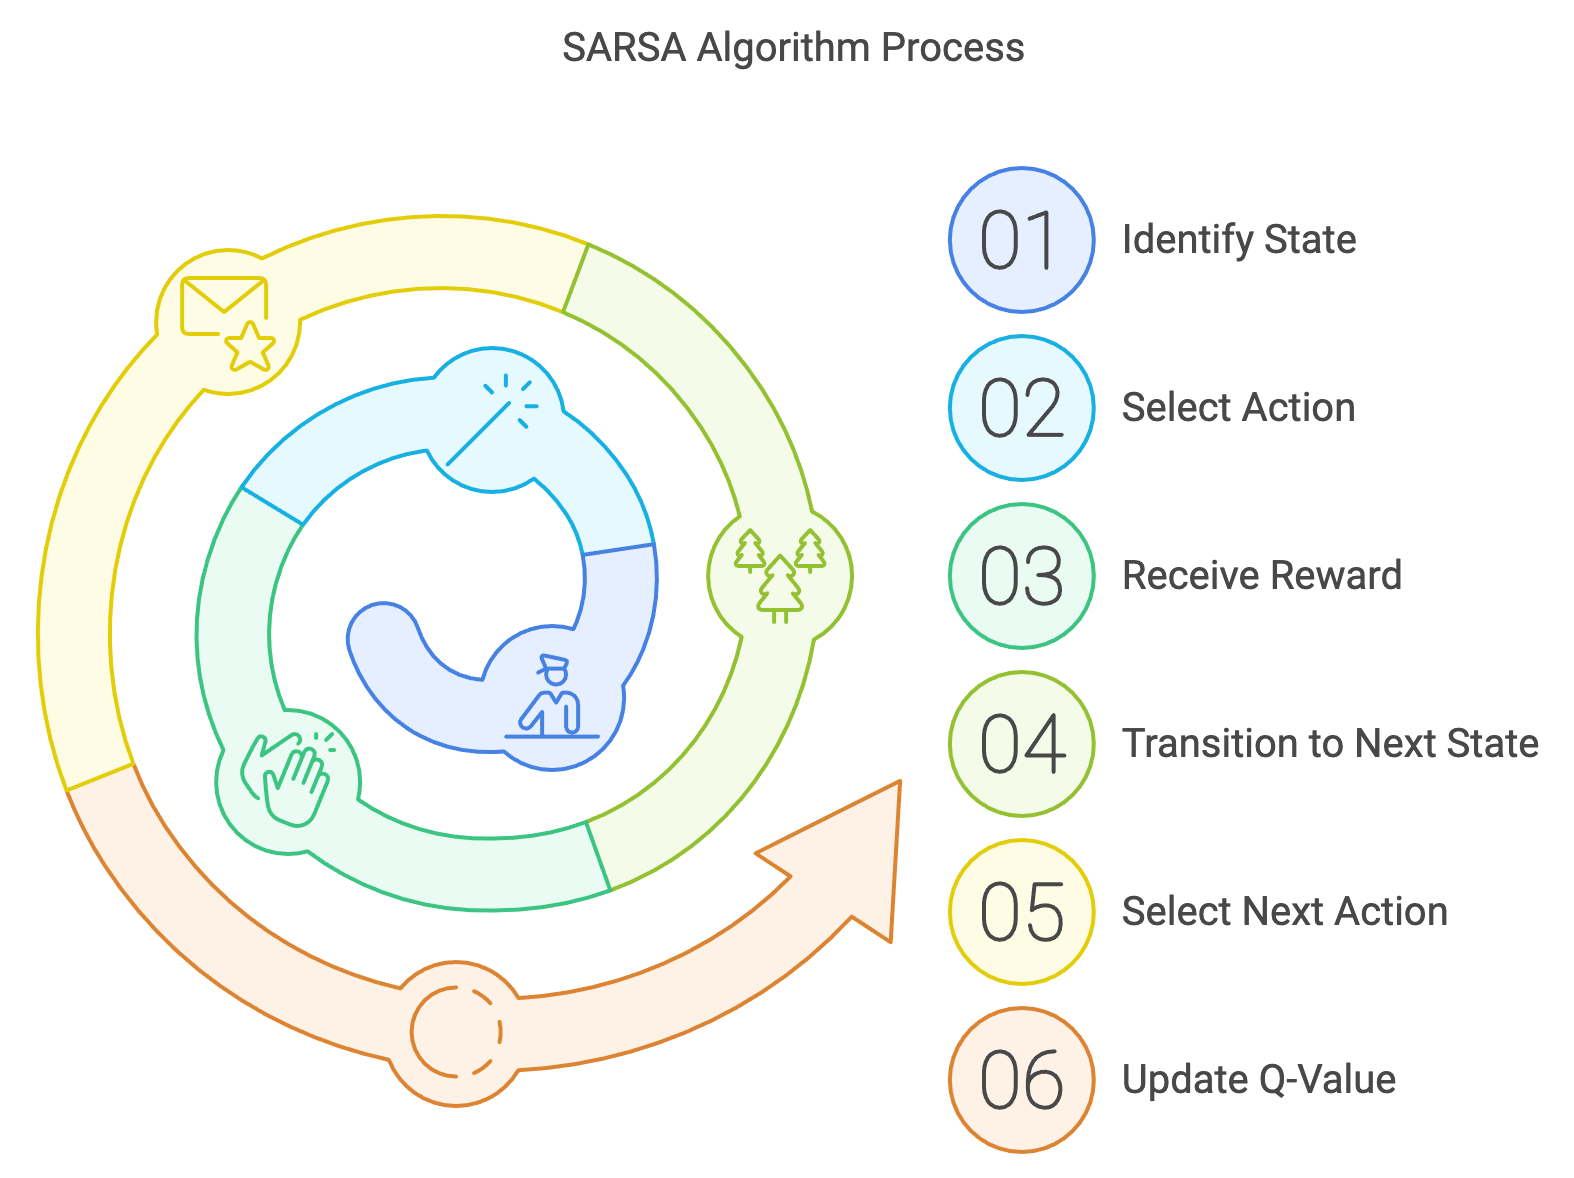 SARSA Algorithm Process
01 Identify State
02 Select Action
03 Receive Reward
04 Transition to Next State
05 Select Next Action
06 Update Q-Value